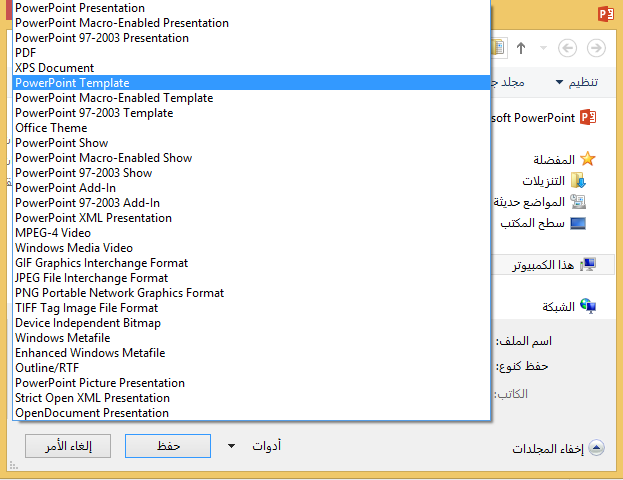 PowerPoint Presentation
PowerPoint Macro-Enabled Presentation
PowerPoint 97-2003 Presentation
PDF
XPS Document
PowerPoint Template
PowerPoint Macro-Enabled Template
PowerPoint 97-2003 Template
Office Theme
PowerPoint Show
PowerPoint Macro-Enabled Show
PowerPoint 97-2003 Show
PowerPoint Add-In
PowerPoint 97-2003 Add-In
PowerPoint XML Presentation
MPEG-4 Video
Windows Media Video
GIF Graphics Interchange Format
JPEG File Interchange Format
PNG Portable Network Graphics Format
TIFF Tag Image File Format
Device Independent Bitmap
Windows Metafile
Enhanced Windows Metafile
Outline/RTF
PowerPoint Picture Presentation
Strict Open XML Presentation
OpenDocument Presentation
تنظيم مجلد ج
soft PowerPoint
المفضلة
التنزيلات
المواضع حديثة
سطح المكتب
هذا الكمبيوتر
الشبكة
اسم الملف:
حفظ كنوع:
الكاتب:
إخفاء المجلدات أدوات حفظ إلغاء الأمر